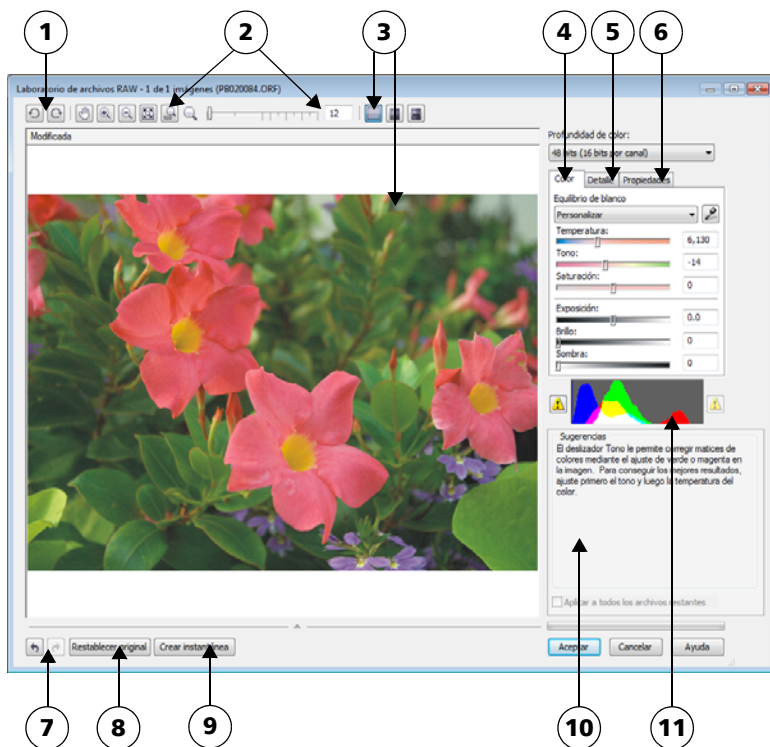 1 2 3 4 5 6
Laboratorio de archivos RAW - 1 de 1 imágenes (PB020084.ORF)
12
Modificada
Profundidad de color:
48 bits (16 bits por canal)
Color Detalle Propiedades
Equilibrio de blanco
Personalizar
Temperatura:
6,130
Tono:
-14
Saturación:
0
Exposición:
0.0
Brillo:
0
Sombra:
0
Sugerencias
El deslizador Tono le permite corregir matices de
colores mediante el ajuste de verde o magenta en
la imagen. Para conseguir los mejores resultados,
ajuste primero el tono y luego la temperatura del
color.
Aplicar a todos los archivos restantes
Restablecer original Crear instantánea Aceptar Cancelar Ayuda
7 8 9 10 11